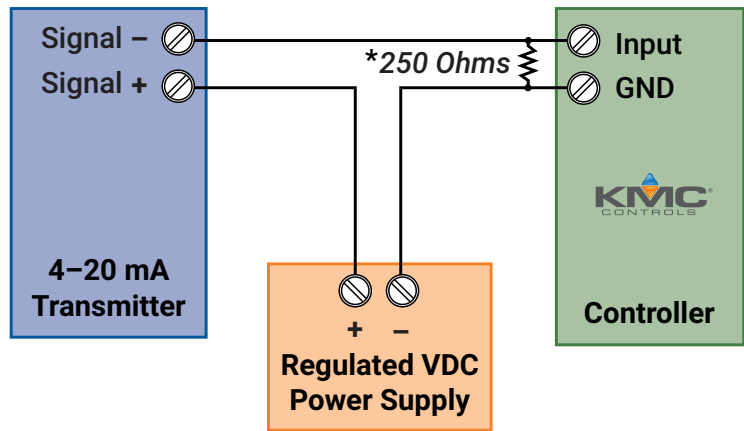 Signal –
Signal +
*250 Ohms
Input
GND
KMC®
CONTROLS
4–20 mA
Transmitter
Controller
+ –
Regulated VDC
Power Supply